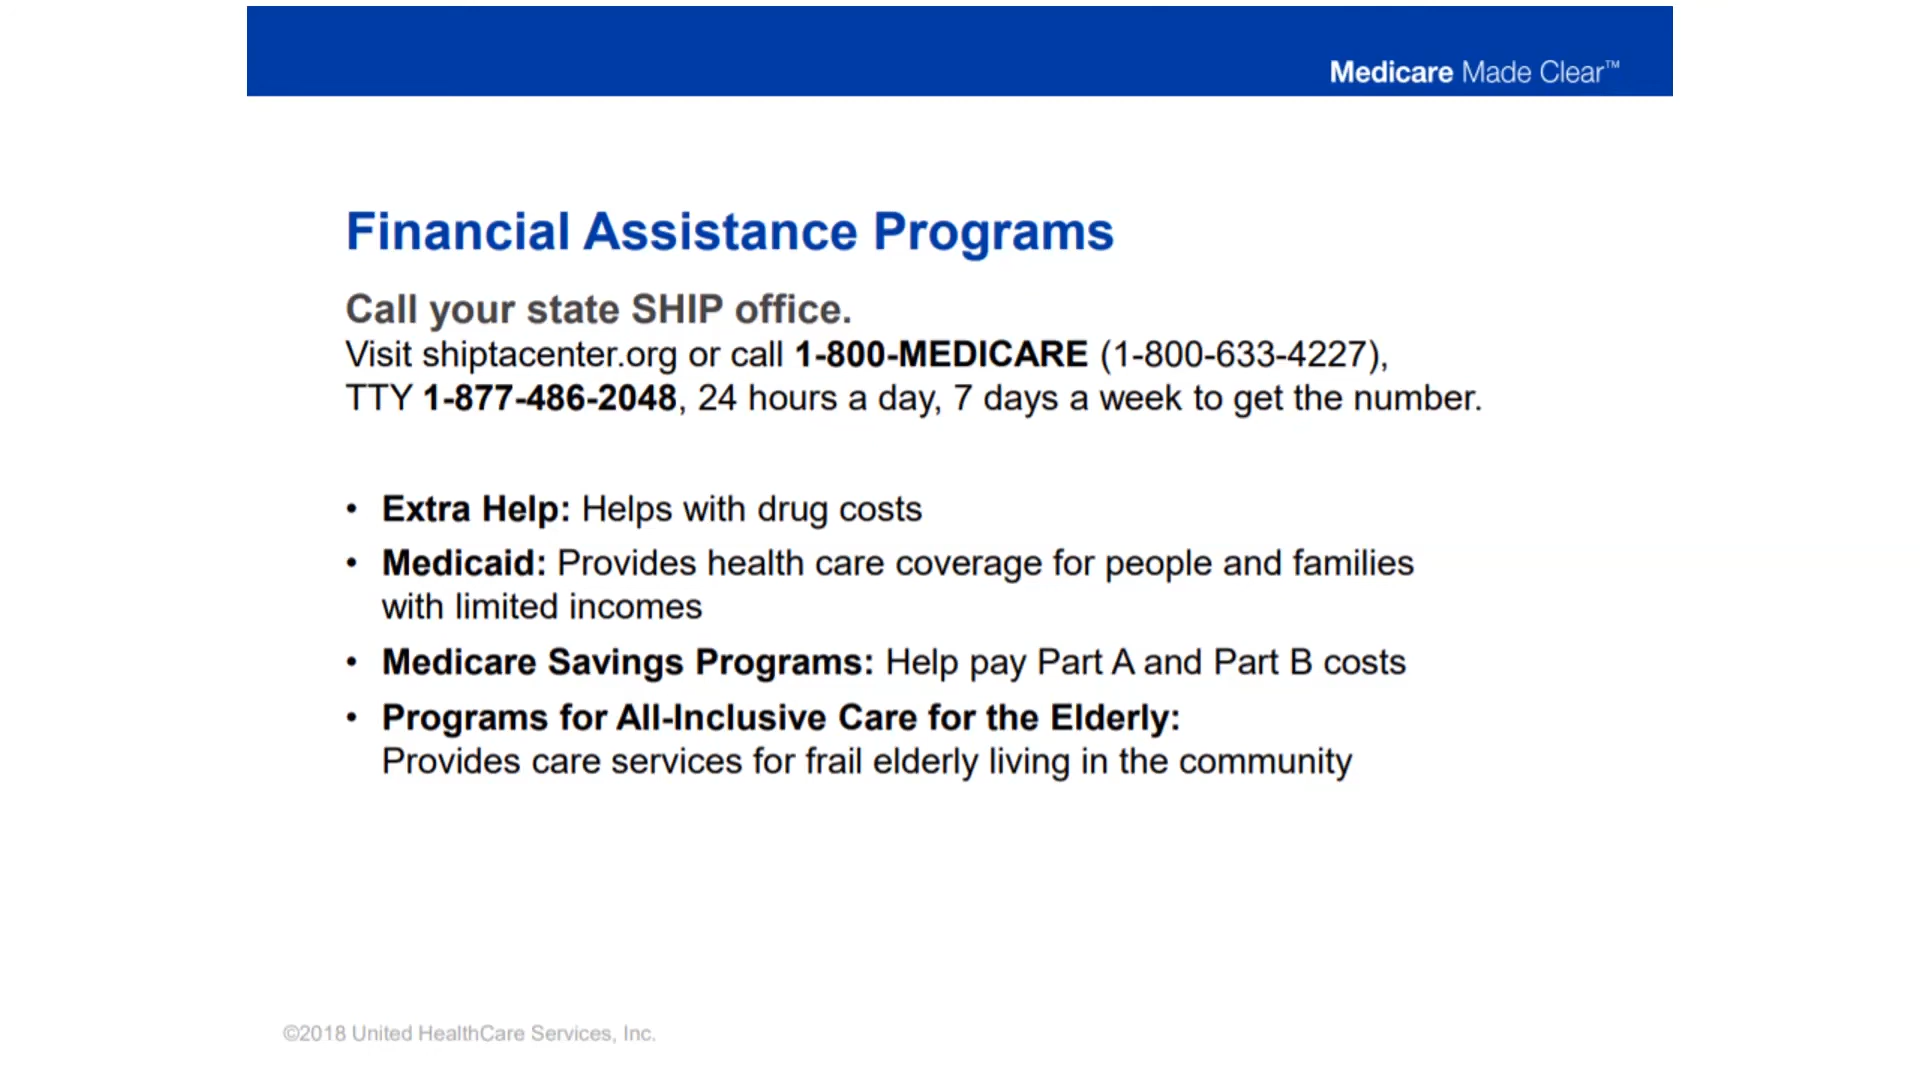 Medicare Made Clear™
Financial Assistance Programs
Call your state SHIP office.
Visit shiptacenter.org or call 1-800-MEDICARE (1-800-633-4227),
TTY 1-877-486-2048, 24 hours a day, 7 days a week to get the number.
• Extra Help: Helps with drug costs
• Medicaid: Provides health care coverage for people and families
with limited incomes
• Medicare Savings Programs: Help pay Part A and Part B costs
• Programs for All-Inclusive Care for the Elderly:
Provides care services for frail elderly living in the community
©2018 United HealthCare Services, Inc.